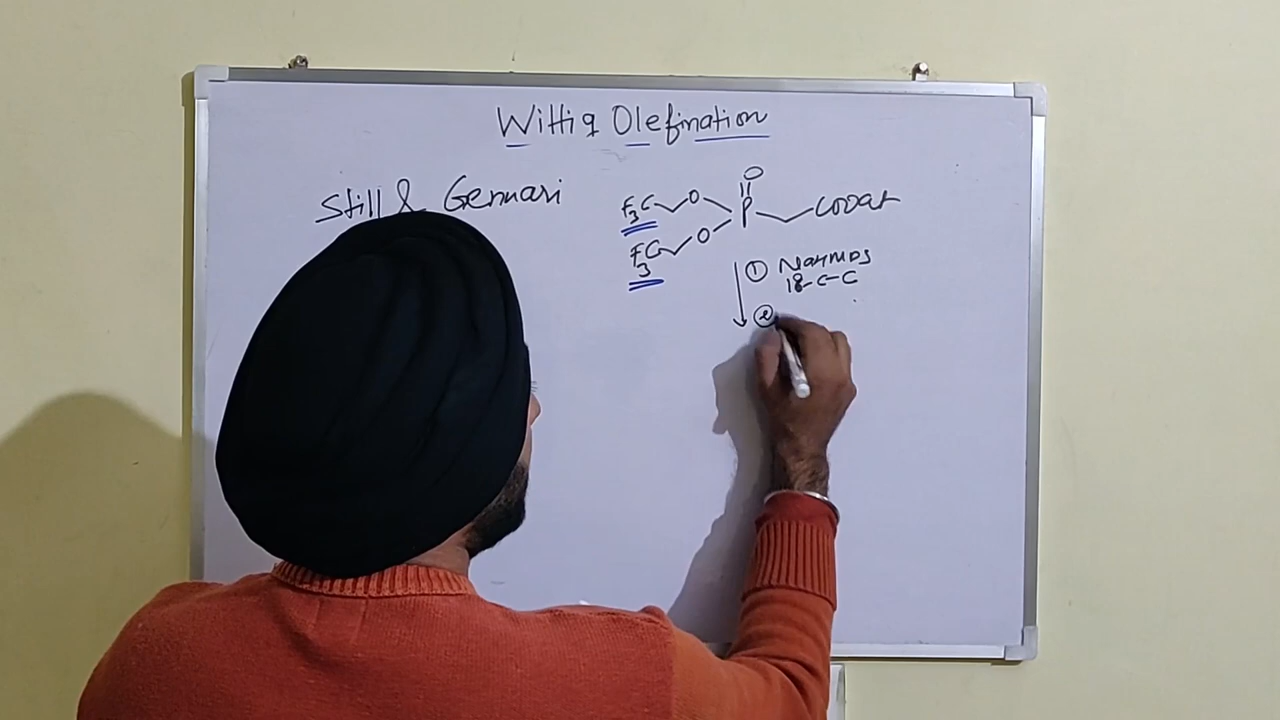 Wittig Olefination
Still & Gennari
O
F3C O P COOEt
F3C O
① NaHMDS
18-C-C
②